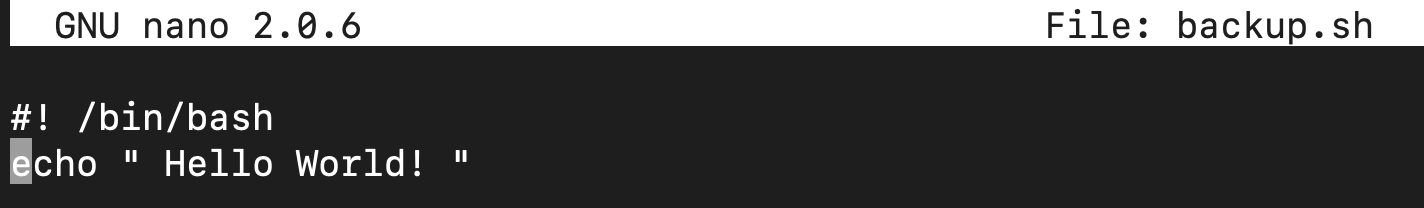 GNU nano 2.0.6 File: backup.sh
#! /bin/bash
echo " Hello World! "